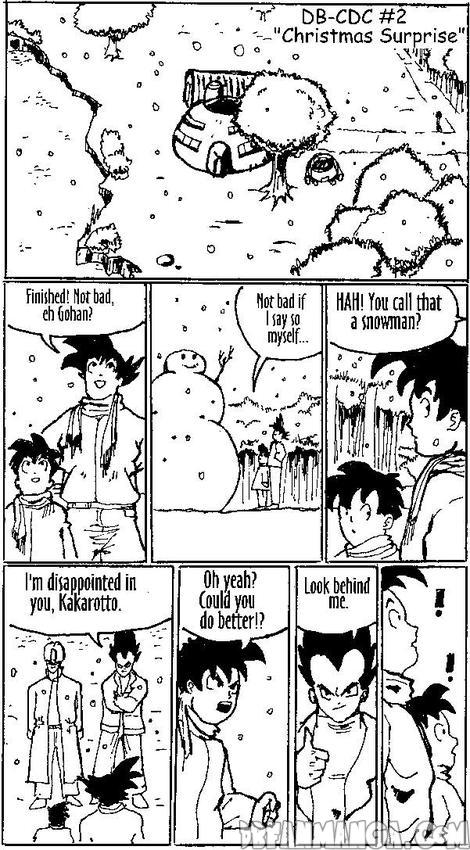 DB-CDC #2
"Christmas Surprise"
Finished! Not bad,
eh Gohan?
Not bad if
I say so
myself...
HAH! You call that
a snowman?
I'm disappointed in
you, Kakarotto.
Oh yeah?
Could you
do better!?
Look behind
me.
!
!
DBFANMANGA.COM